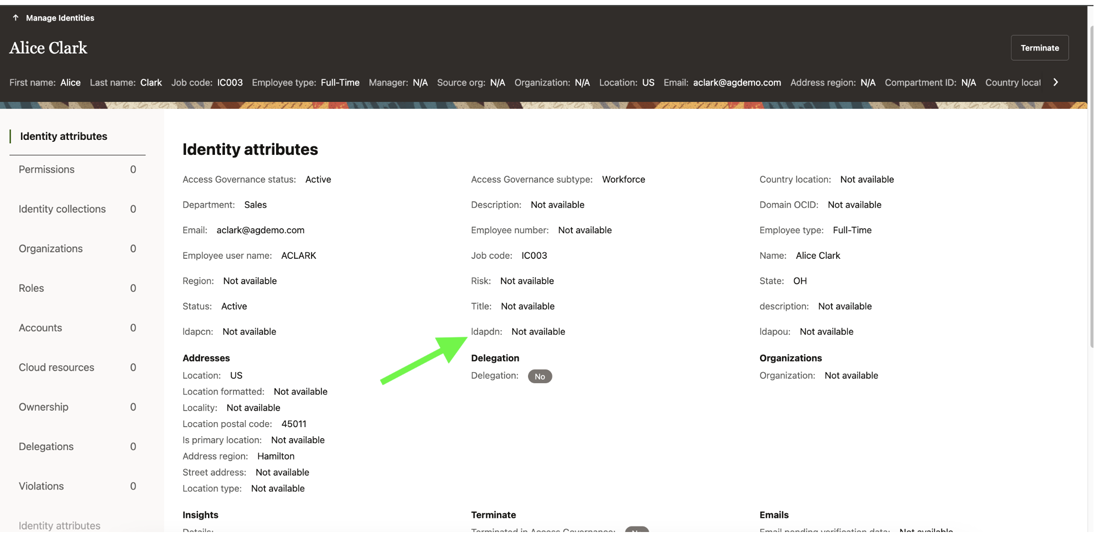 ↑ Manage Identities
Alice Clark
Terminate
First name: Alice Last name: Clark Job code: IC003 Employee type: Full-Time Manager: N/A Source org: N/A Organization: N/A Location: US Email: aclark@agdemo.com Address region: N/A Compartment ID: N/A Country locat
Identity attributes
Permissions 0
Identity collections 0
Organizations 0
Roles 0
Accounts 0
Cloud resources 0
Ownership 0
Delegations 0
Violations 0
Identity attributes
Identity attributes
Access Governance status: Active Access Governance subtype: Workforce Country location: Not available
Department: Sales Description: Not available Domain OCID: Not available
Email: aclark@agdemo.com Employee number: Not available Employee type: Full-Time
Employee user name: ACLARK Job code: IC003 Name: Alice Clark
Region: Not available Risk: Not available State: OH
Status: Active Title: Not available description: Not available
ldapcn: Not available ldapdn: Not available ldapou: Not available
Addresses
Location: US
Location formatted: Not available
Locality: Not available
Location postal code: 45011
Is primary location: Not available
Address region: Hamilton
Street address: Not available
Location type: Not available
Delegation
Delegation: No
Organizations
Organization: Not available
Insights
Details:
Terminate
Terminated in Access Governance: No
Emails
Email pending verification data: Not available